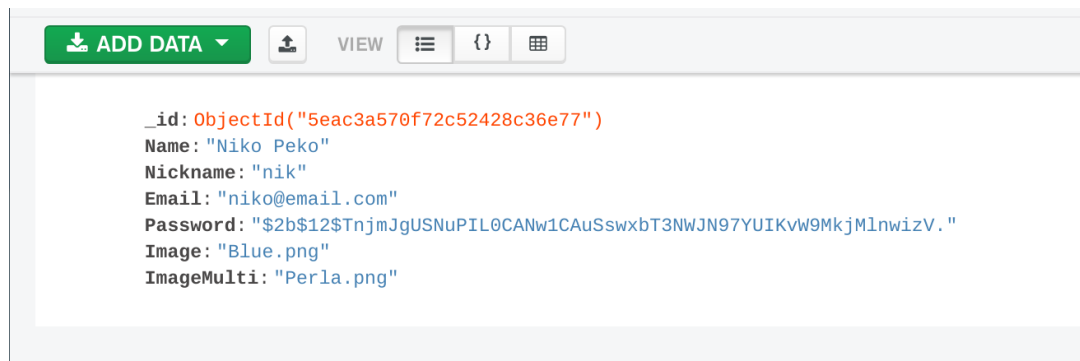 ADD DATA VIEW {}
_id: ObjectId("5eac3a570f72c52428c36e77")
Name: "Niko Peko"
Nickname: "nik"
Email: "niko@email.com"
Password: "$2b$12$TnjmJgUSNuPIL0CANw1CAuSswxbT3NWJN97YUIKvW9MkjMlnwizV."
Image: "Blue.png"
ImageMulti: "Perla.png"